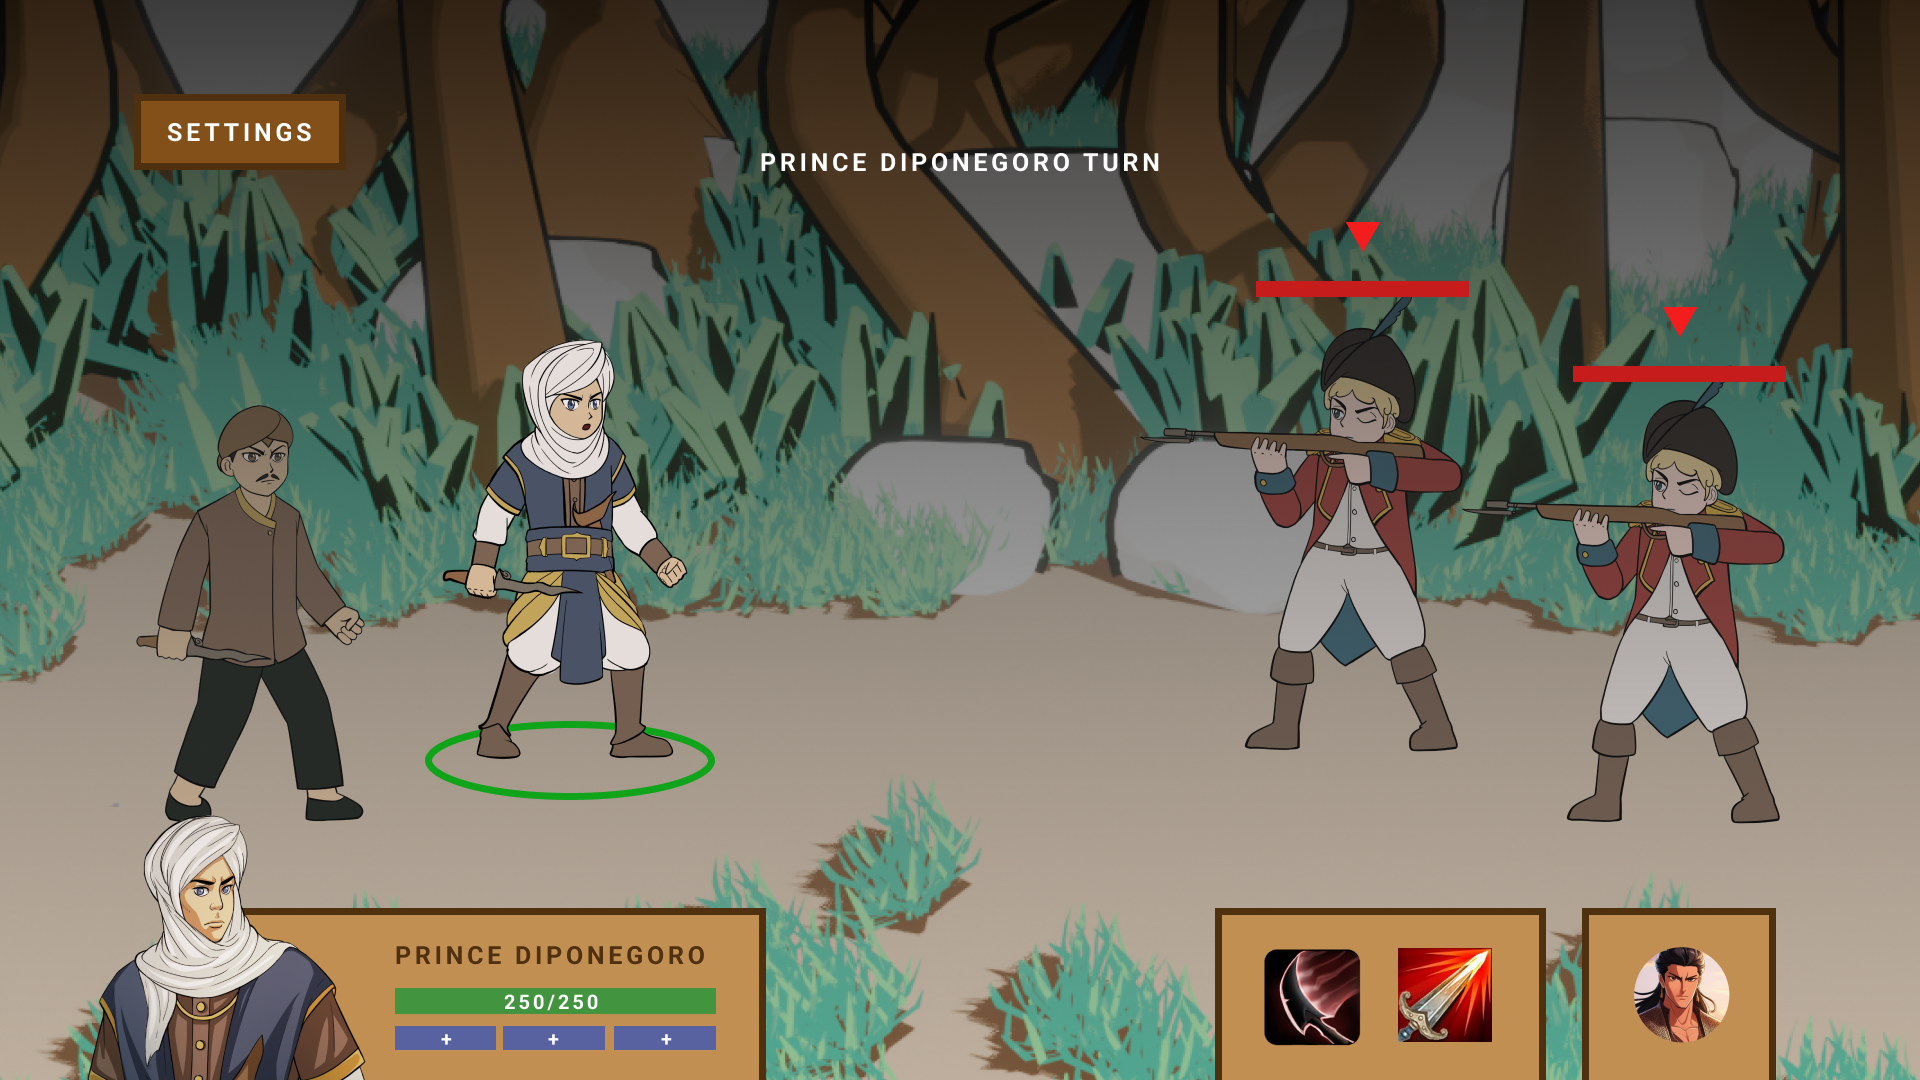 SETTINGS
PRINCE DIPONEGORO TURN
PRINCE DIPONEGORO
250/250
+ + +